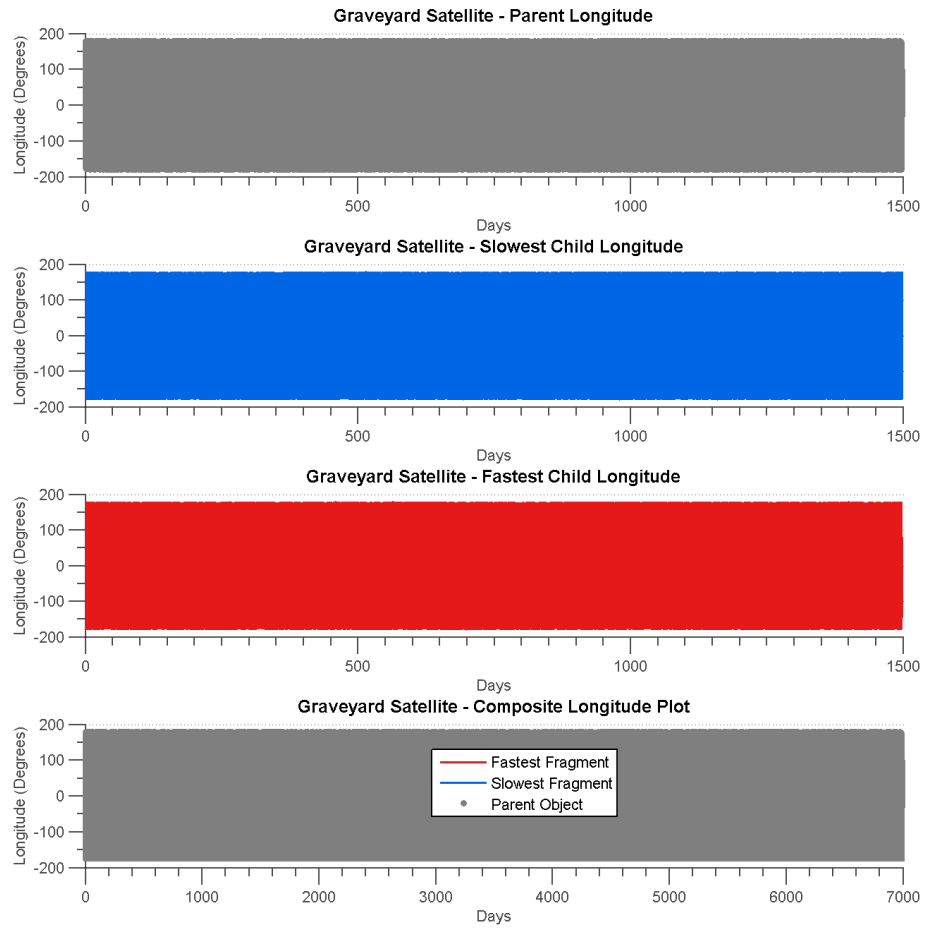 Graveyard Satellite - Parent Longitude
Longitude (Degrees)
200
100
0
-100
-200
0 500 1000 1500
Days
Graveyard Satellite - Slowest Child Longitude
Longitude (Degrees)
200
100
0
-100
-200
0 500 1000 1500
Days
Graveyard Satellite - Fastest Child Longitude
Longitude (Degrees)
200
100
0
-100
-200
0 500 1000 1500
Days
Graveyard Satellite - Composite Longitude Plot
Longitude (Degrees)
200
100
0
-100
-200
Fastest Fragment
Slowest Fragment
Parent Object
0 1000 2000 3000 4000 5000 6000 7000
Days